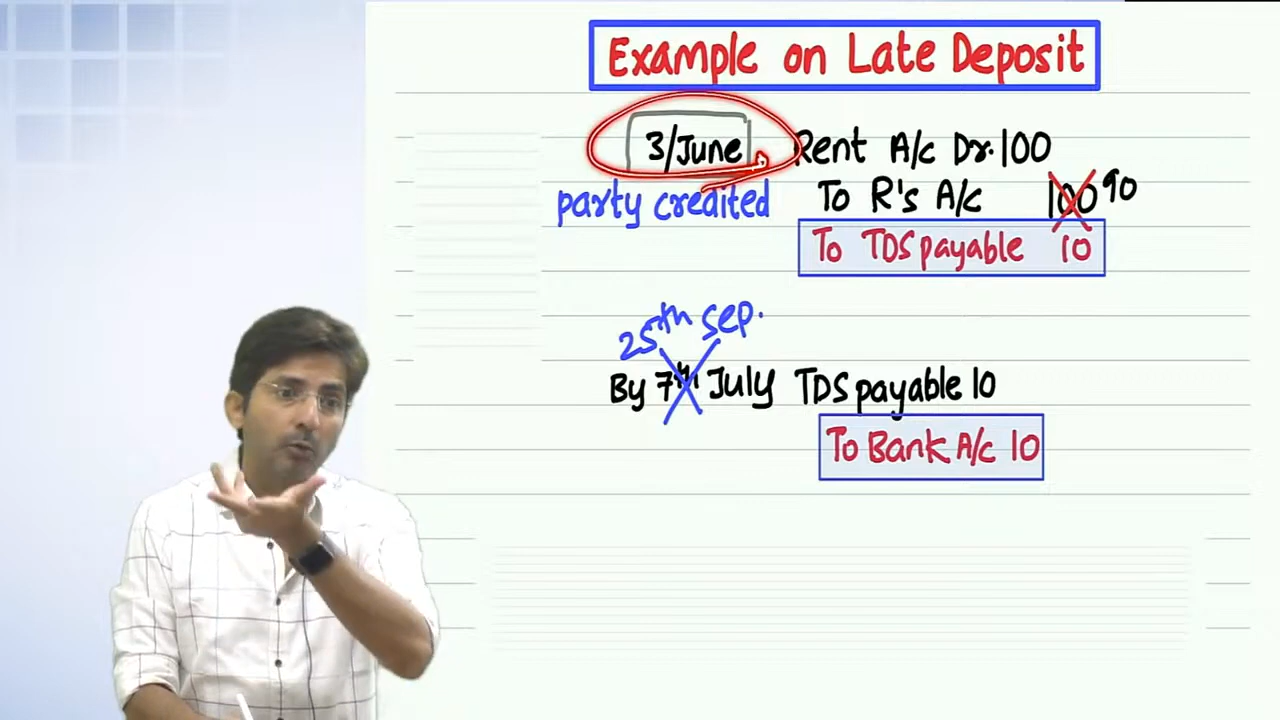 Example on Late Deposit
3/June Rent A/c Dr. 100
party credited To R's A/c 100 90
To TDS payable 10
25th Sep.
By 7th July TDS payable 10
To Bank A/c 10